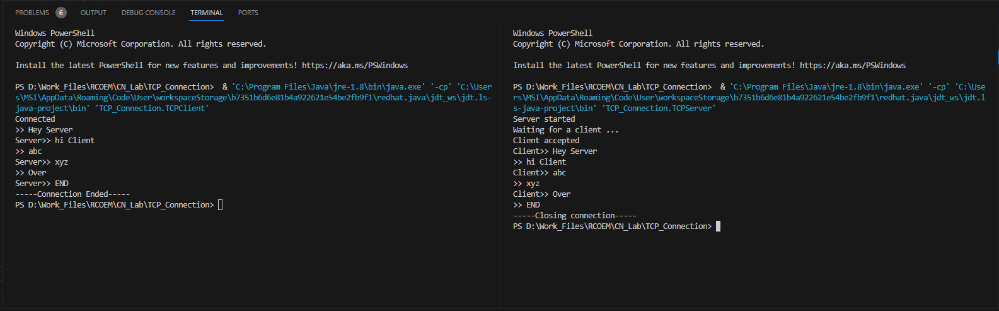 PROBLEMS 6 OUTPUT DEBUG CONSOLE TERMINAL PORTS
Windows PowerShell
Copyright (C) Microsoft Corporation. All rights reserved.
Install the latest PowerShell for new features and improvements! https://aka.ms/PSWindows
PS D:\Work_Files\RCOEM\CN_Lab\TCP_Connection>  & 'C:\Program Files\Java\jre-1.8\bin\java.exe' '-cp' 'C:\User
s\MSI\AppData\Roaming\Code\User\workspaceStorage\b7351b6d6e81b4a922621e54be2fb9f1\redhat.java\jdt_ws\jdt.ls-
java-project\bin' 'TCP_Connection.TCPClient'
Connected
>> Hey Server
Server>> hi Client
>> abc
Server>> xyz
>> Over
Server>> END
-----Connection Ended-----
PS D:\Work_Files\RCOEM\CN_Lab\TCP_Connection>
Windows PowerShell
Copyright (C) Microsoft Corporation. All rights reserved.
Install the latest PowerShell for new features and improvements! https://aka.ms/PSWindows
PS D:\Work_Files\RCOEM\CN_Lab\TCP_Connection>  & 'C:\Program Files\Java\jre-1.8\bin\java.exe' '-cp' 'C:\Use
rs\MSI\AppData\Roaming\Code\User\workspaceStorage\b7351b6d6e81b4a922621e54be2fb9f1\redhat.java\jdt_ws\jdt.l
s-java-project\bin' 'TCP_Connection.TCPServer'
Server started
Waiting for a client ...
Client accepted
Client>> Hey Server
>> hi Client
Client>> abc
>> xyz
Client>> Over
>> END
-----Closing connection-----
PS D:\Work_Files\RCOEM\CN_Lab\TCP_Connection>